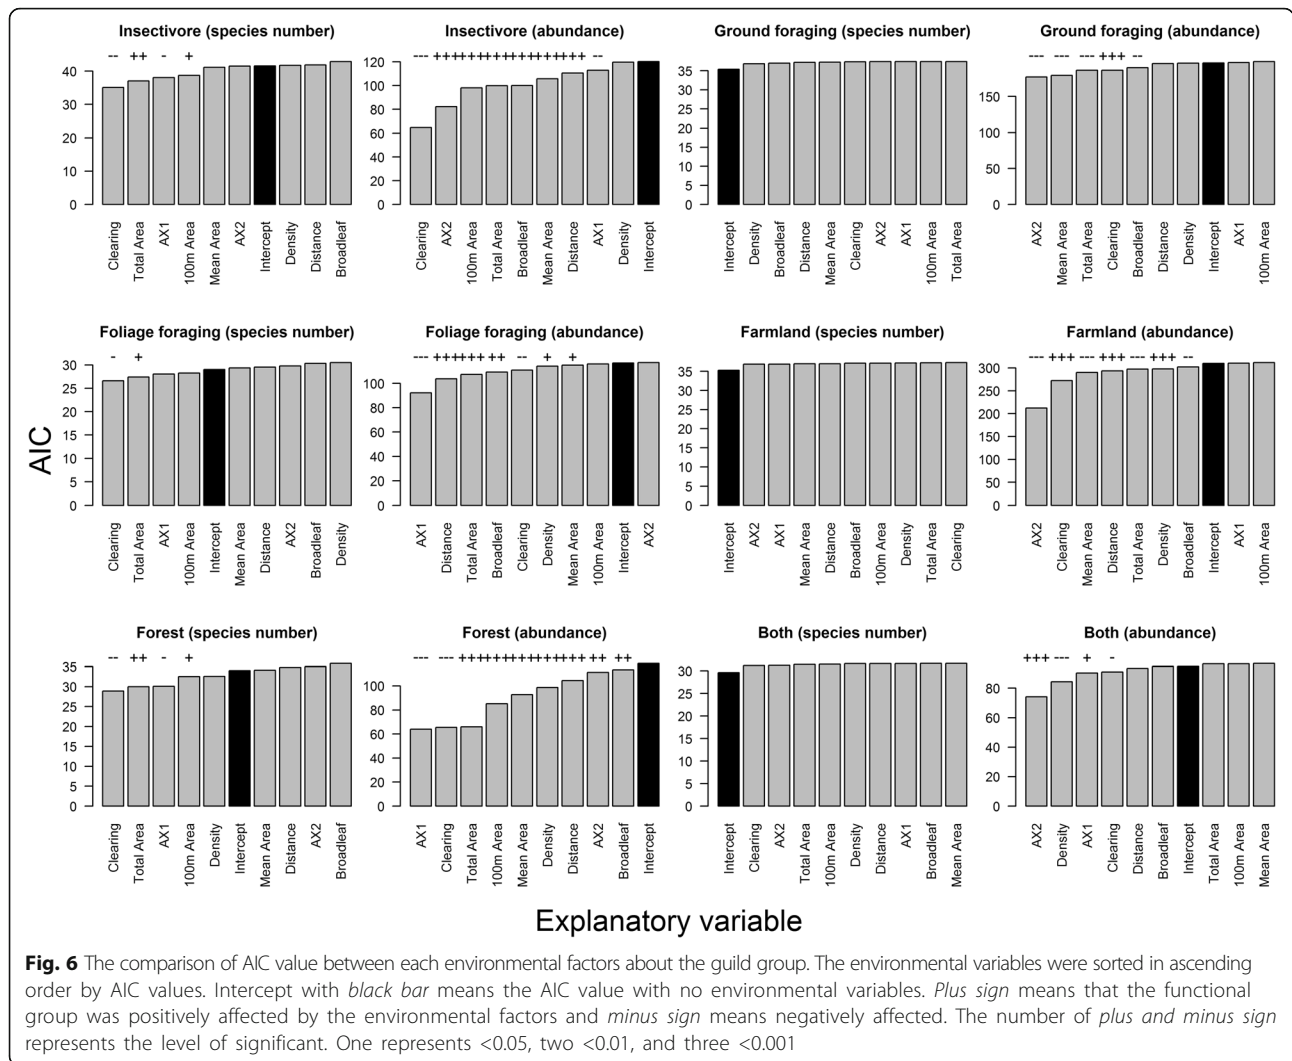 Insectivore (species number)
-- ++ - +
40
30
20
10
0
Clearing
Total Area
AX1
100m Area
Mean Area
AX2
Intercept
Density
Distance
Broadleaf
Insectivore (abundance)
--- +++ +++ +++ +++ +++ +++ --
120
100
80
60
40
20
0
Clearing
AX2
100m Area
Total Area
Broadleaf
Mean Area
Distance
AX1
Density
Intercept
Ground foraging (species number)
35
30
25
20
15
10
5
0
Intercept
Density
Broadleaf
Distance
Mean Area
Clearing
AX2
AX1
100m Area
Total Area
Ground foraging (abundance)
--- --- --- +++ --
150
100
50
0
AX2
Mean Area
Total Area
Clearing
Broadleaf
Distance
Density
Intercept
AX1
100m Area
AIC
Foliage foraging (species number)
- +
30
25
20
15
10
5
0
Clearing
Total Area
AX1
100m Area
Intercept
Mean Area
Distance
AX2
Broadleaf
Density
Foliage foraging (abundance)
--- +++ +++ ++ -- + +
100
80
60
40
20
0
AX1
Distance
Total Area
Broadleaf
Clearing
Density
Mean Area
100m Area
Intercept
AX2
Farmland (species number)
35
30
25
20
15
10
5
0
Intercept
AX2
AX1
Mean Area
Distance
Broadleaf
100m Area
Density
Total Area
Clearing
Farmland (abundance)
--- +++ --- +++ --- +++ --
300
250
200
150
100
50
0
AX2
Clearing
Mean Area
Distance
Total Area
Density
Broadleaf
Intercept
AX1
100m Area
Forest (species number)
-- ++ - +
35
30
25
20
15
10
5
0
Clearing
Total Area
AX1
100m Area
Density
Intercept
Mean Area
Distance
AX2
Broadleaf
Forest (abundance)
--- --- +++ +++ +++ +++ +++ ++ ++
100
80
60
40
20
0
AX1
Clearing
Total Area
100m Area
Mean Area
Density
Distance
AX2
Broadleaf
Intercept
Both (species number)
30
25
20
15
10
5
0
Intercept
Clearing
AX2
Total Area
100m Area
Density
Distance
AX1
Broadleaf
Mean Area
Both (abundance)
+++ --- + -
80
60
40
20
0
AX2
Density
AX1
Clearing
Distance
Broadleaf
Intercept
Total Area
100m Area
Mean Area
Explanatory variable
Fig. 6 The comparison of AIC value between each environmental factors about the guild group. The environmental variables were sorted in ascending
order by AIC values. Intercept with black bar means the AIC value with no environmental variables. Plus sign means that the functional
group was positively affected by the environmental factors and minus sign means negatively affected. The number of plus and minus sign
represents the level of significant. One represents <0.05, two <0.01, and three <0.001